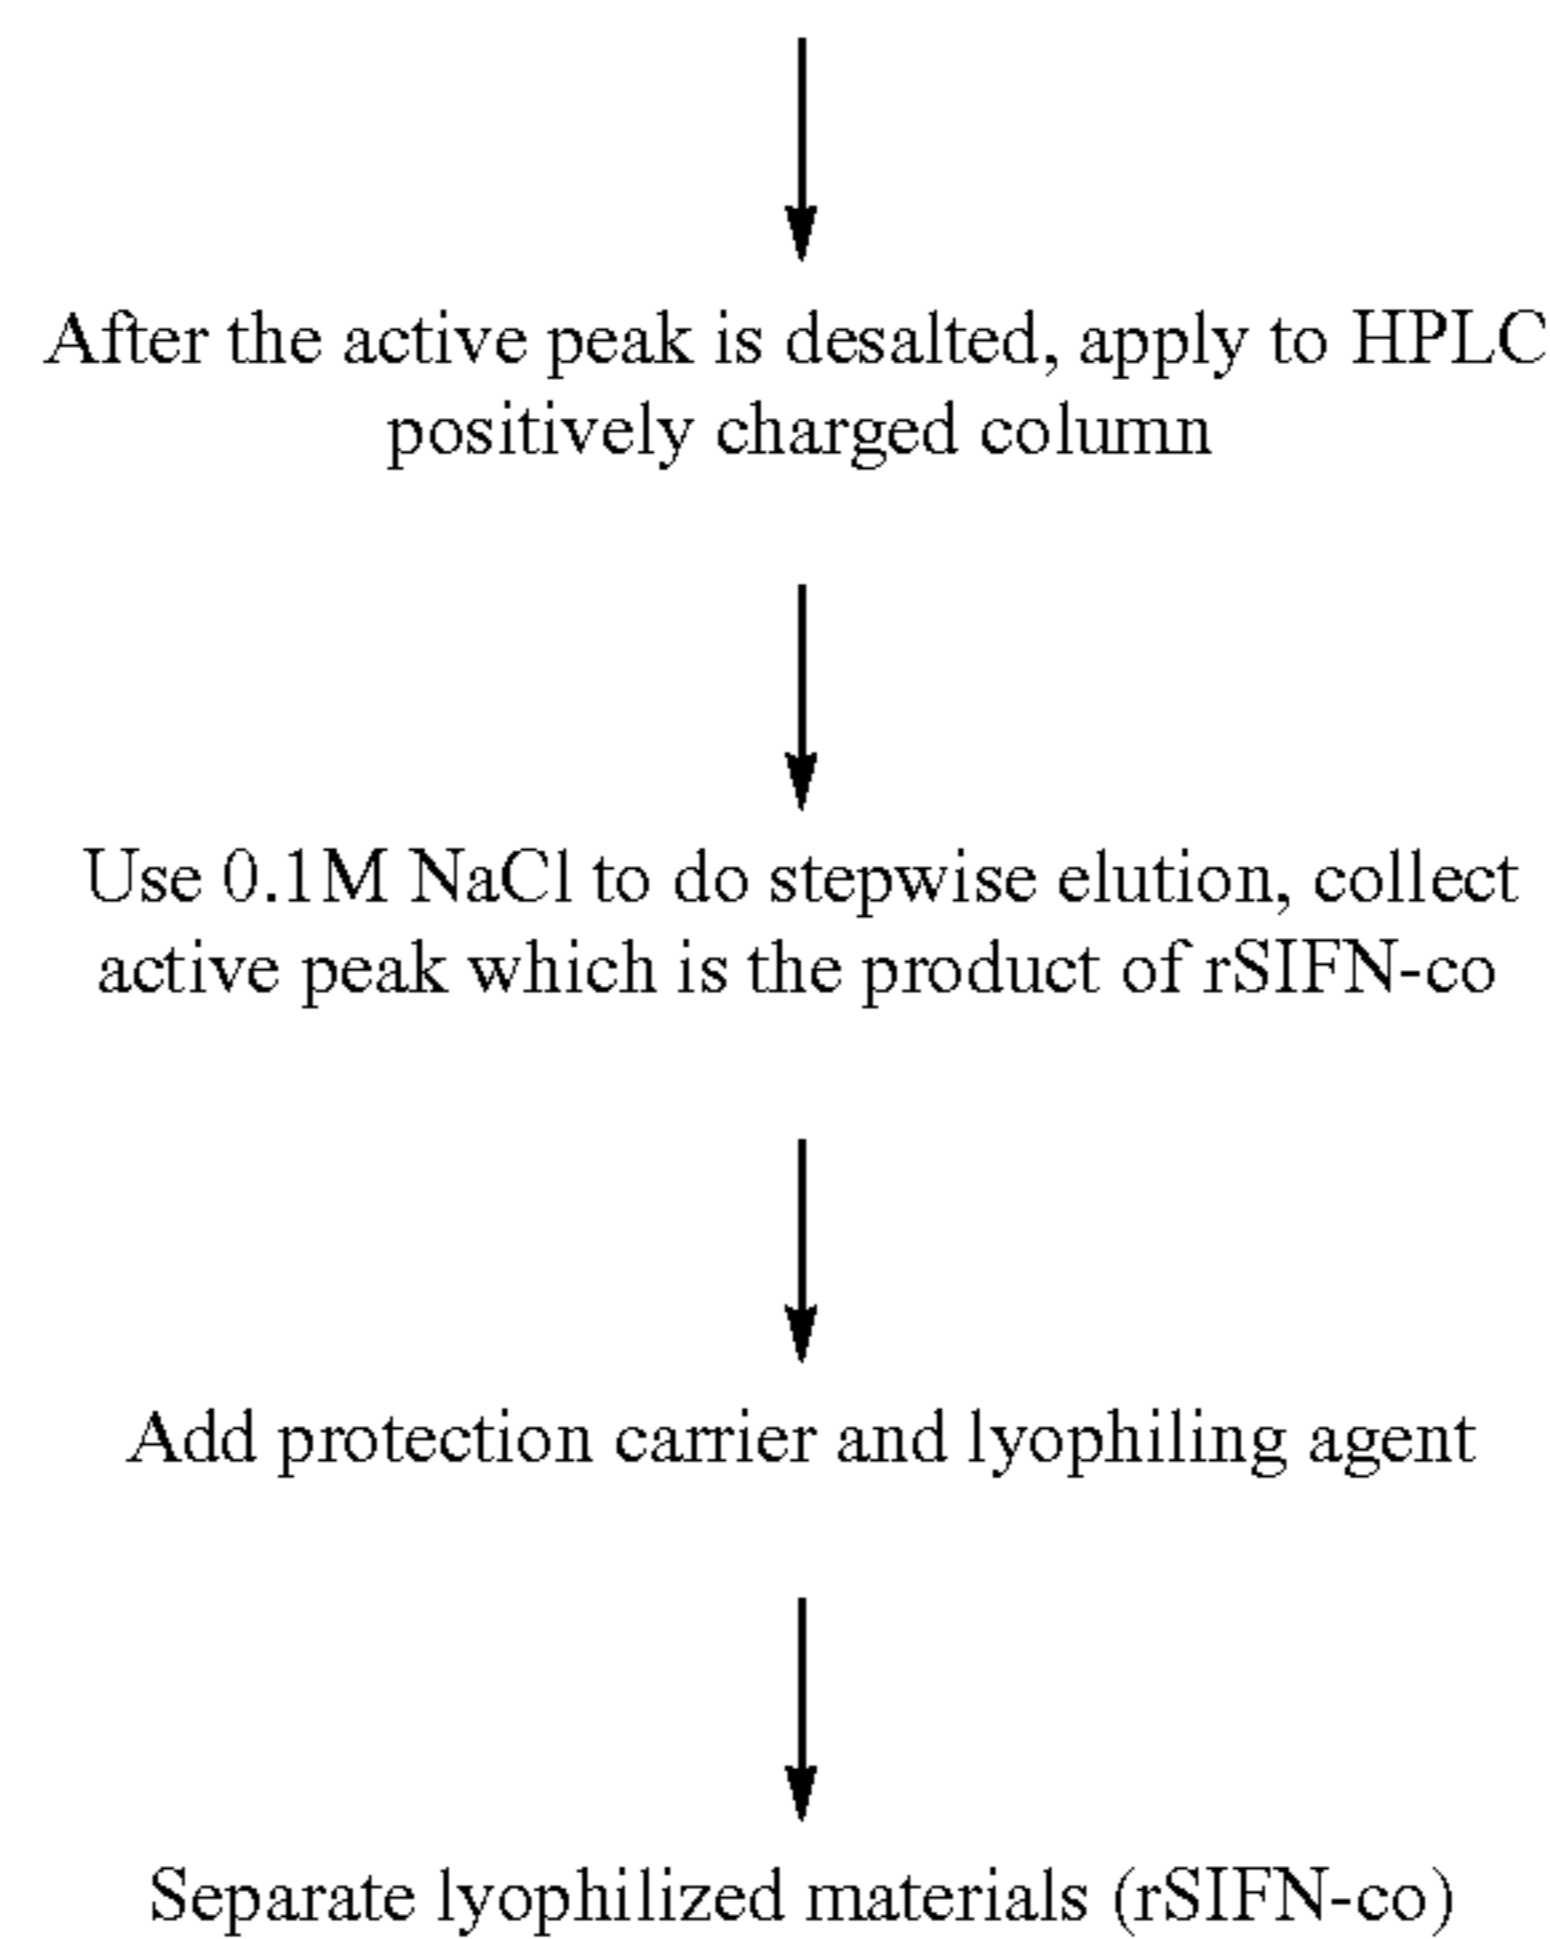 After the active peak is desalted, apply to HPLC
positively charged column
Use 0.1M NaCl to do stepwise elution, collect
active peak which is the product of rSIFN-co
Add protection carrier and lyophiling agent
Separate lyophilized materials (rSIFN-co)